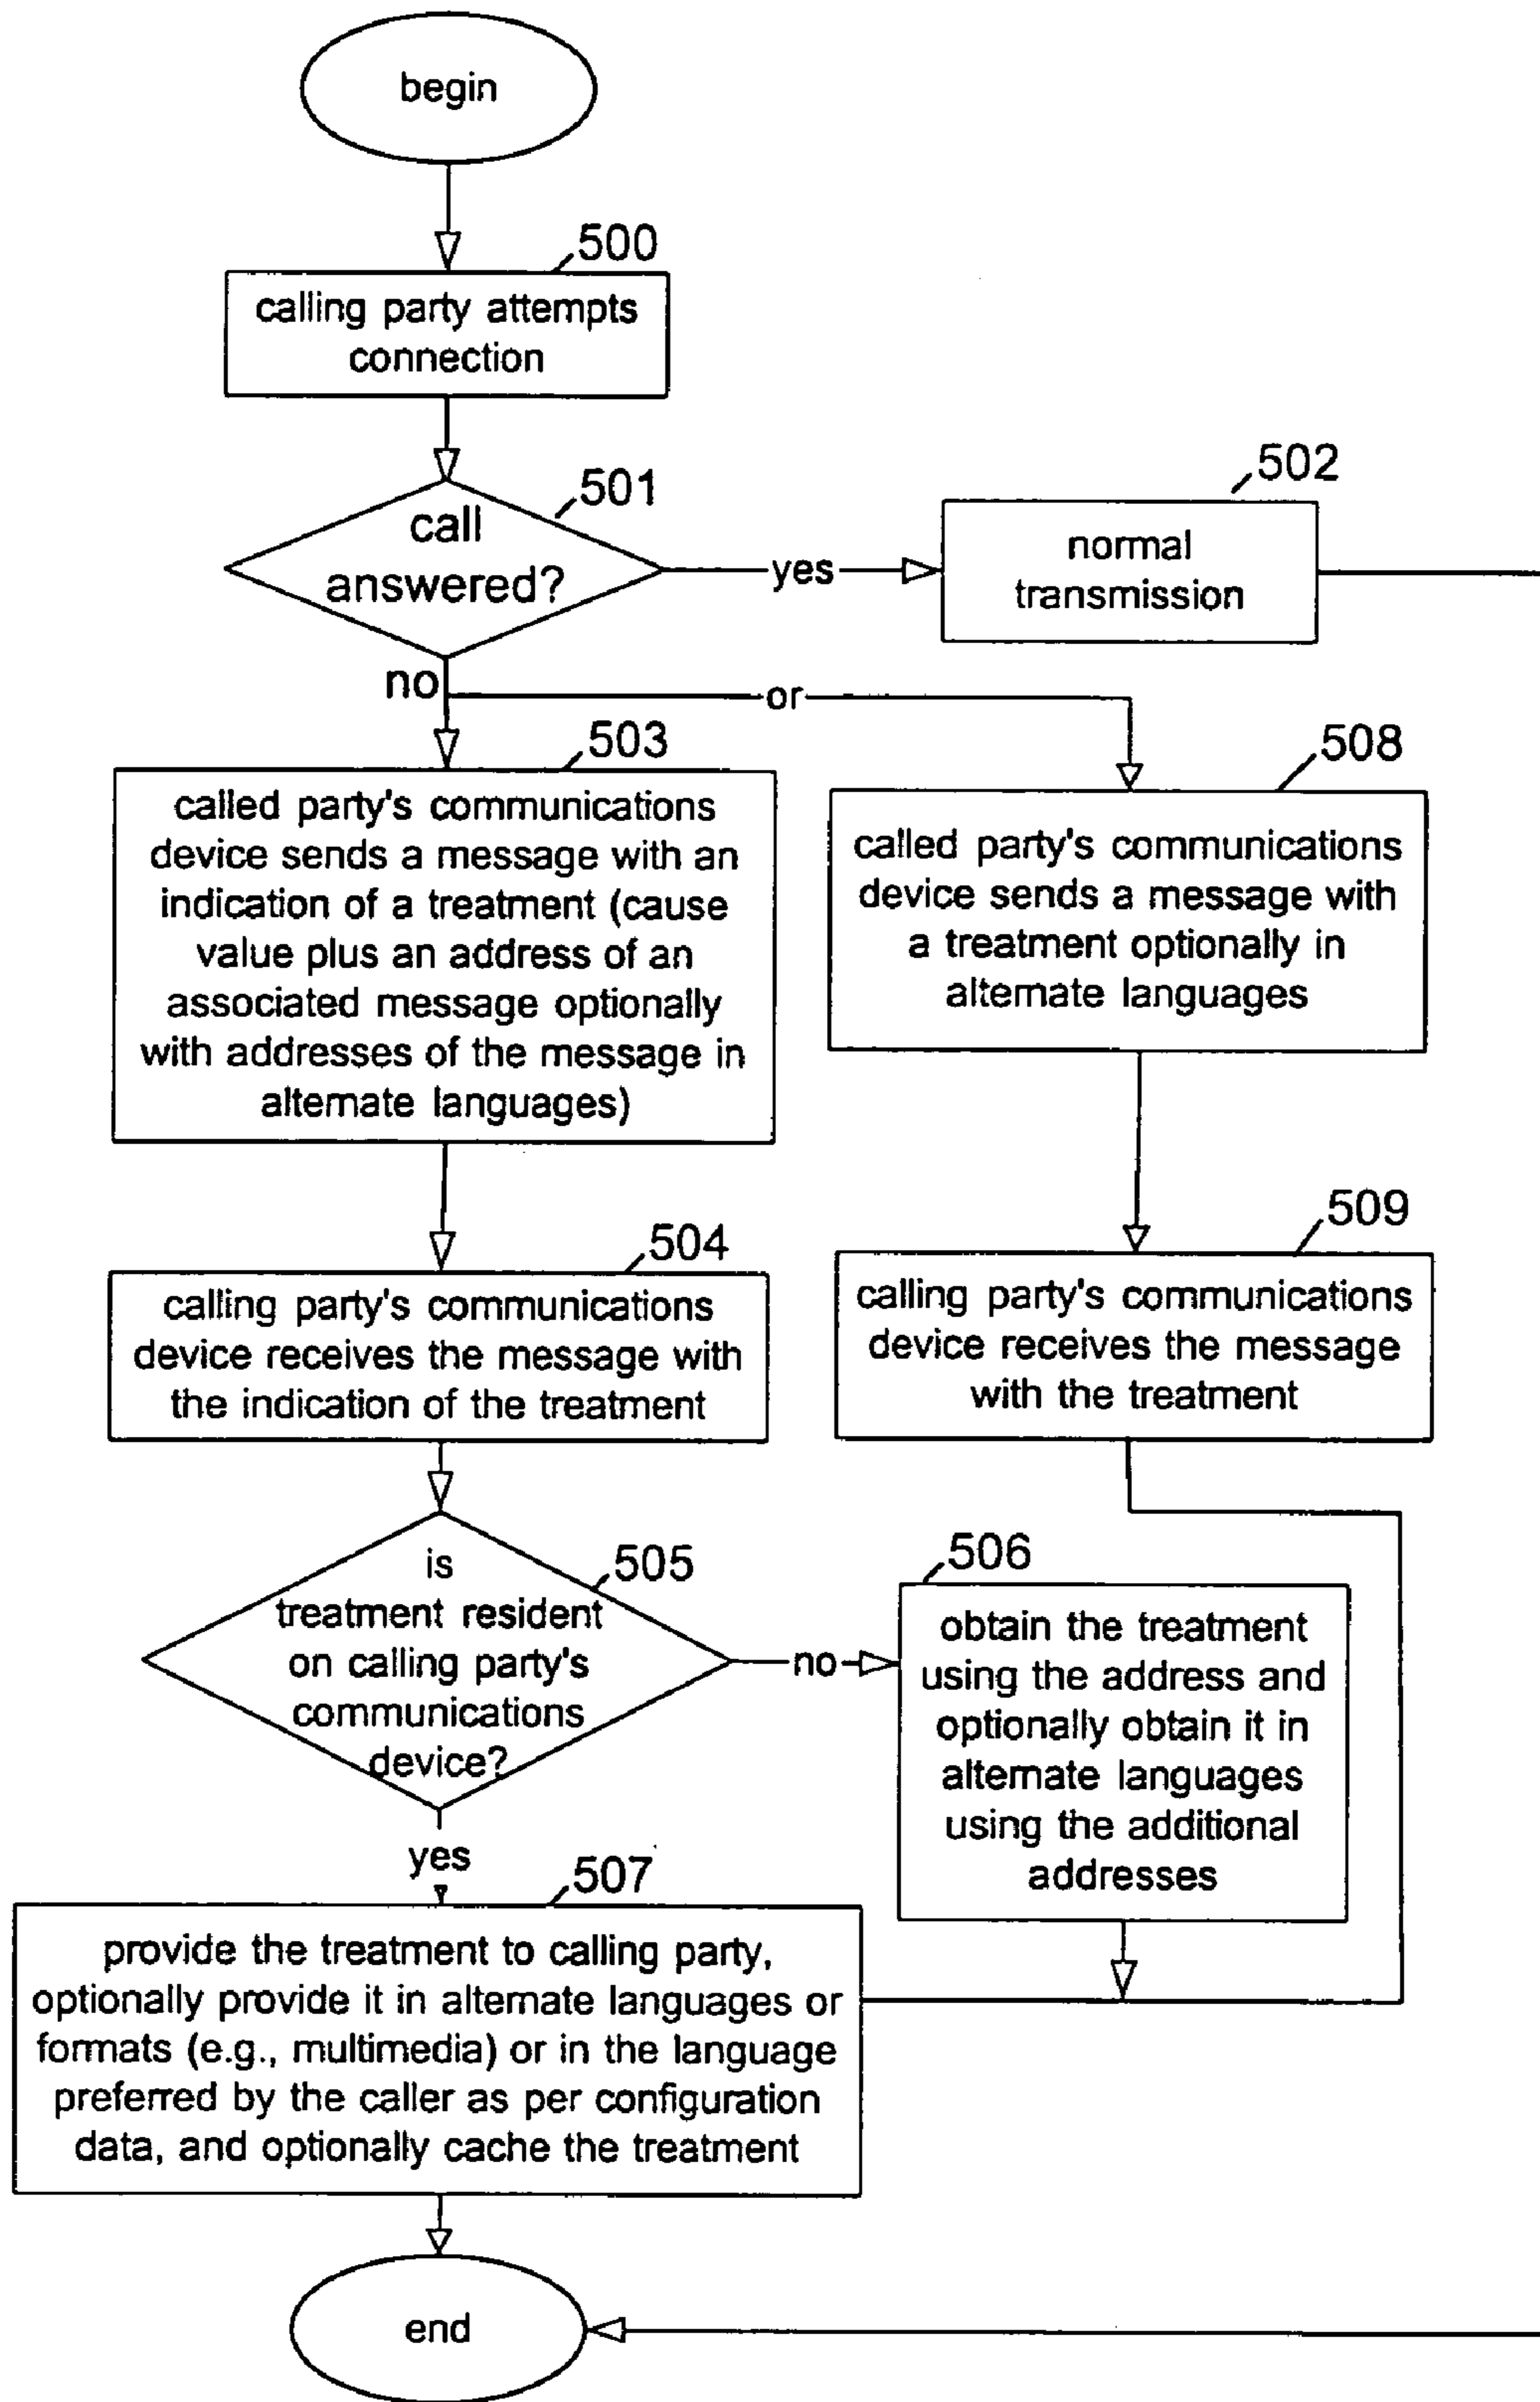 begin
500
calling party attempts
connection
501
call
answered?
yes
502
normal
transmission
no
or
503
called party's communications
device sends a message with an
indication of a treatment (cause
value plus an address of an
associated message optionally
with addresses of the message in
alternate languages)
508
called party's communications
device sends a message with
a treatment optionally in
alternate languages
504
calling party's communications
device receives the message with
the indication of the treatment
509
calling party's communications
device receives the message
with the treatment
505
is
treatment resident
on calling party's
communications
device?
no
506
obtain the treatment
using the address and
optionally obtain it in
alternate languages
using the additional
addresses
yes
507
provide the treatment to calling party,
optionally provide it in alternate languages or
formats (e.g., multimedia) or in the language
preferred by the caller as per configuration
data, and optionally cache the treatment
end